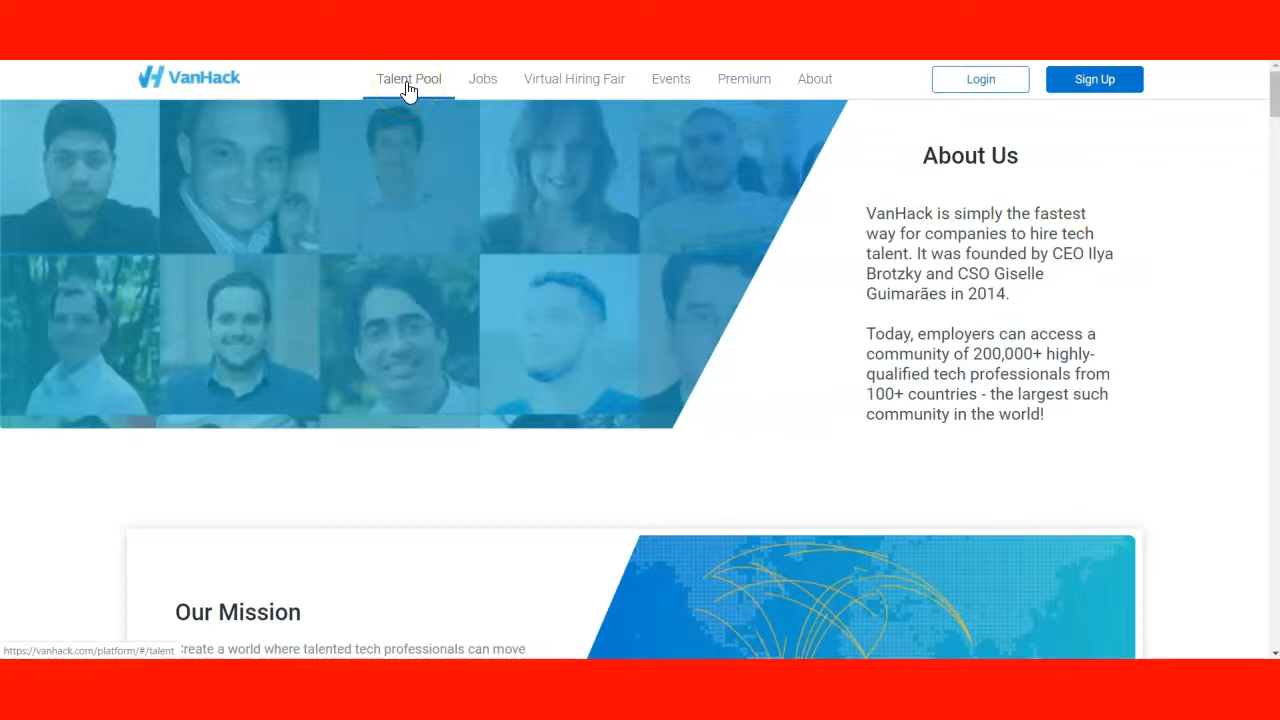 VanHack
Talent Pool
Jobs
Virtual Hiring Fair
Events
Premium
About
Login
Sign Up
About Us
VanHack is simply the fastest
way for companies to hire tech
talent. It was founded by CEO Ilya
Brotzky and CSO Giselle
Guimarães in 2014.
Today, employers can access a
community of 200,000+ highly-
qualified tech professionals from
100+ countries - the largest such
community in the world!
Our Mission
reate a world where talented tech professionals can move
https://vanhack.com/platform/#/talent